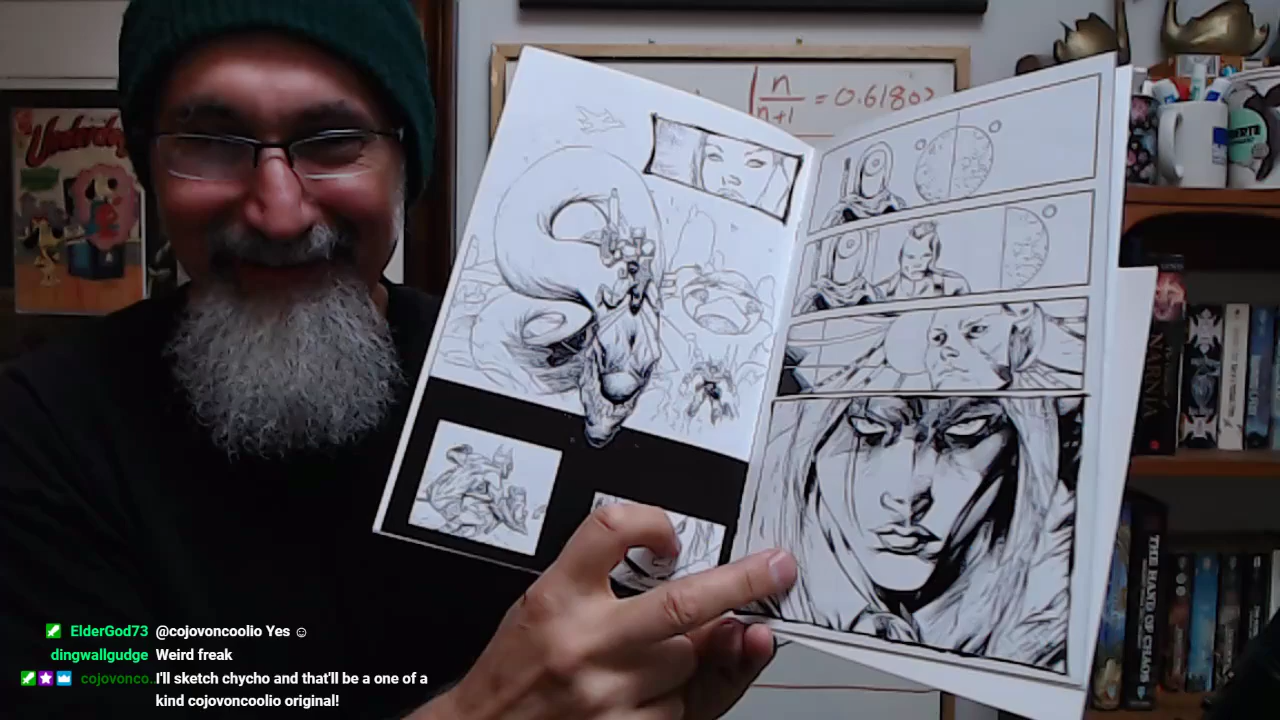 Underdog
n
n+1 = 0.6180
NARNIA
THE HAND OF CHAOS
ElderGod73 @cojovoncoolio Yes ☺
dingwallgudge Weird freak
cojovonco.. I'll sketch chycho and that'll be a one of a
kind cojovoncoolio original!